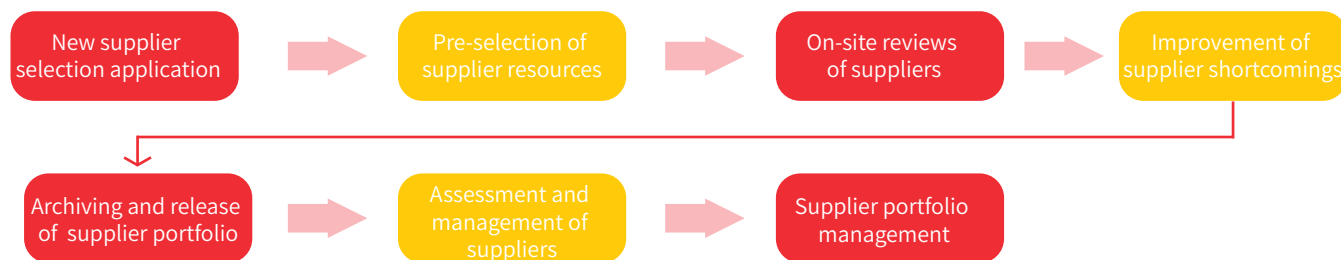 New supplier
selection application
Pre-selection of
supplier resources
On-site reviews
of suppliers
Improvement of
supplier shortcomings
Archiving and release
of supplier portfolio
Assessment and
management of
suppliers
Supplier portfolio
management